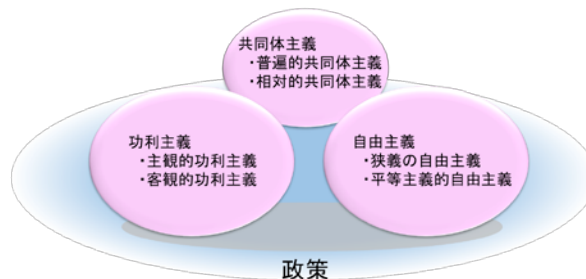 共同体主義
・普遍的共同体主義
・相対的共同体主義
功利主義
・主観的功利主義
・客観的功利主義
自由主義
・狭義の自由主義
・平等主義的自由主義
政策